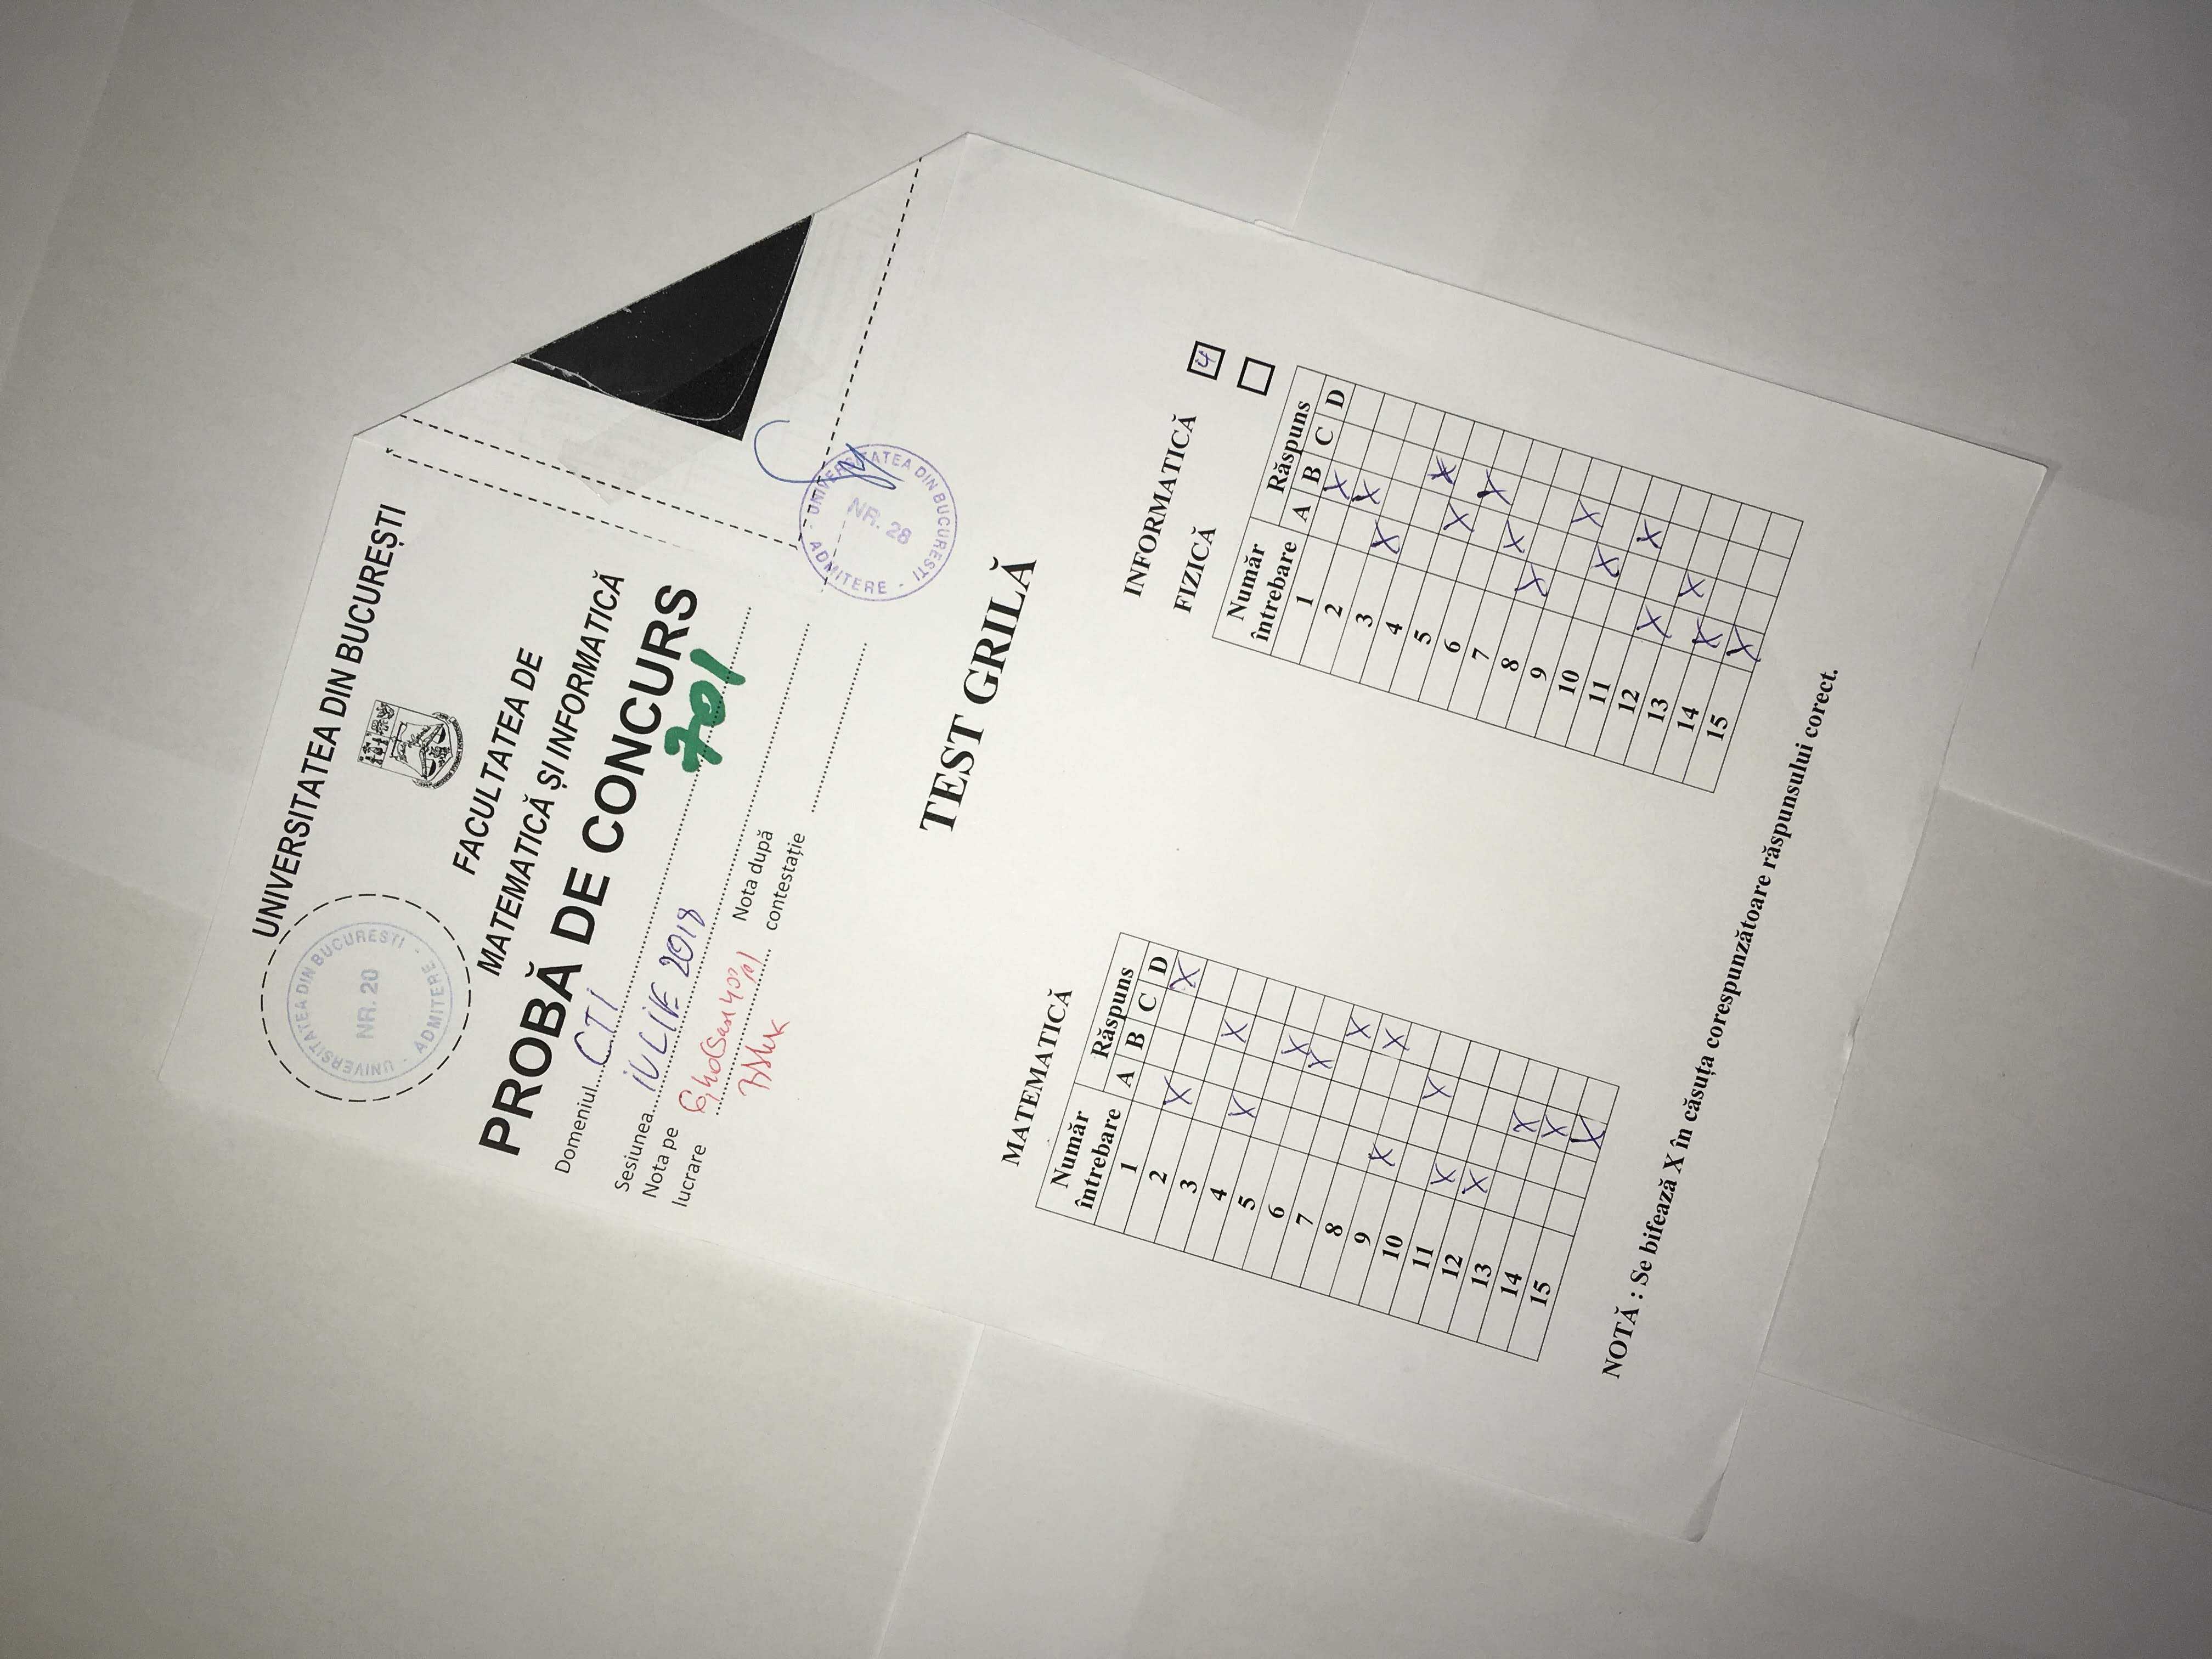 UNIVERSITATEA DIN BUCUREȘTI
UNIVERSITATEA DIN BUCUREȘTI
NR. 20
ADMITERE
FACULTATEA DE
MATEMATICĂ ȘI INFORMATICĂ
PROBĂ DE CONCURS
Domeniul CTI
701
Sesiunea IULIE 2018
Nota pe lucrare 6,40 (Sase 40%)
Nota după contestație
UNIVERSITATEA DIN BUCURESTI
NR. 28
ADMITERE
TEST GRILĂ
MATEMATICĂ
Număr întrebare Răspuns
A B C D
1 X
2 X
3 X
4 X
5 X
6 X
7 X
8 X
9 X
10 X
11 X
12 X
13 X
14 X
15 X
INFORMATICĂ 4
FIZICĂ
Număr întrebare Răspuns
A B C D
1 X
2 X
3 X
4 X
5 X
6 X
7 X
8 X
9 X
10 X
11 X
12 X
13 X
14 X
15 X
NOTĂ : Se bifează X în căsuța corespunzătoare răspunsului corect.